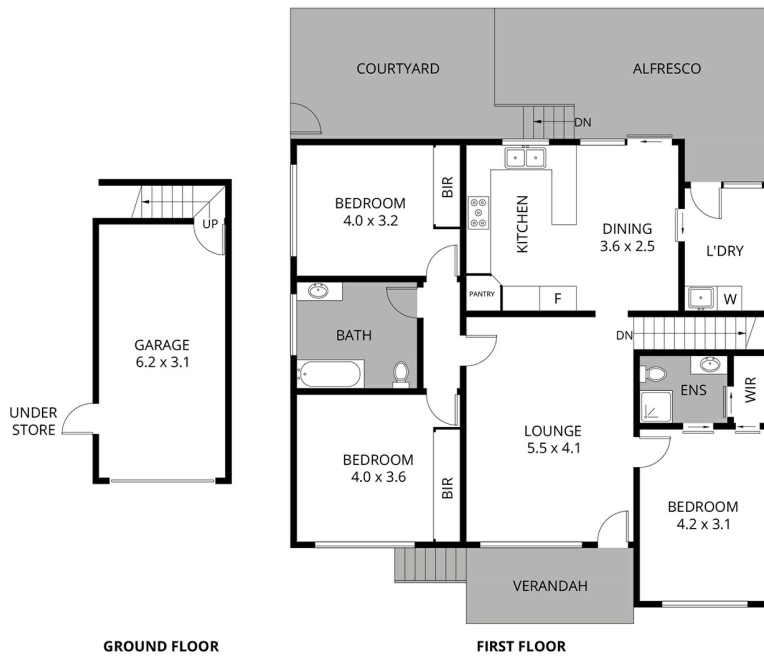 COURTYARD
ALFRESCO
DN
BEDROOM
4.0 x 3.2
BIR
KITCHEN
DINING
3.6 x 2.5
L'DRY
UP
PANTRY
F
W
GARAGE
6.2 x 3.1
BATH
DN
ENS
WIR
UNDER
STORE
LOUNGE
5.5 x 4.1
BEDROOM
4.0 x 3.6
BIR
BEDROOM
4.2 x 3.1
VERANDAH
GROUND FLOOR
FIRST FLOOR